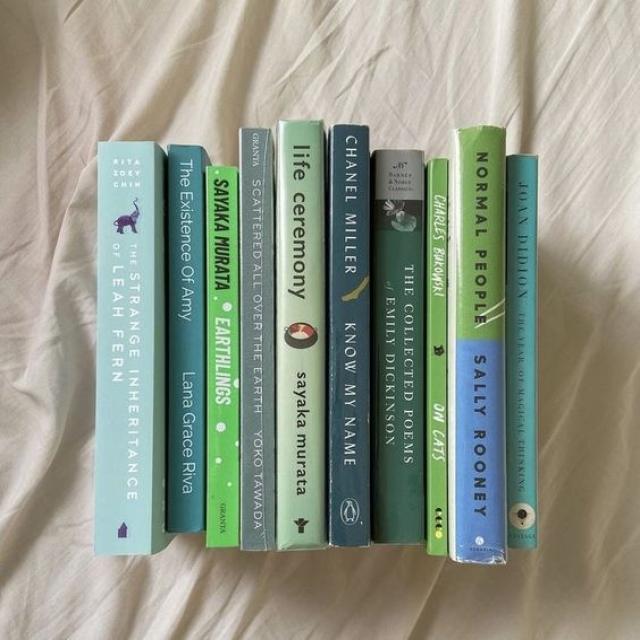 RITA
ZOEY
CHIN
THE STRANGE INHERITANCE
OF LEAH FERN
The Existence Of Amy
Lana Grace Riva
SAYAKA MURATA
EARTHLINGS
GRANTA
GRANTA
SCATTERED ALL OVER THE EARTH
YOKO TAWADA
life ceremony
sayaka murata
CHANEL MILLER
KNOW MY NAME
BARNES
& NOBLE
CLASSICS
THE COLLECTED POEMS
of EMILY DICKINSON
CHARLES BUKOWSKI
ON CATS
NORMAL PEOPLE
SALLY ROONEY
JOAN DIDION
THE YEAR OF MAGICAL THINKING